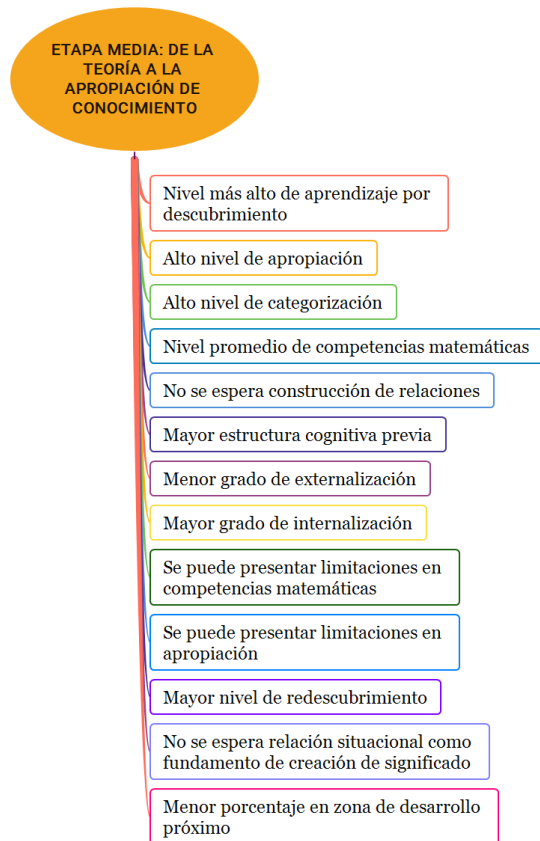 ETAPA MEDIA: DE LA
TEORÍA A LA
APROPIACIÓN DE
CONOCIMIENTO
Nivel más alto de aprendizaje por
descubrimiento
Alto nivel de apropiación
Alto nivel de categorización
Nivel promedio de competencias matemáticas
No se espera construcción de relaciones
Mayor estructura cognitiva previa
Menor grado de externalización
Mayor grado de internalización
Se puede presentar limitaciones en
competencias matemáticas
Se puede presentar limitaciones en
apropiación
Mayor nivel de redescubrimiento
No se espera relación situacional como
fundamento de creación de significado
Menor porcentaje en zona de desarrollo
próximo